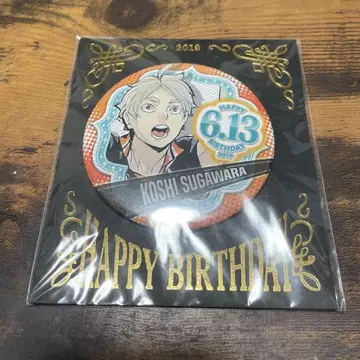 2019
HAPPY
6.13
BIRTHDAY
2019
KOSHI SUGAWARA
HAPPY BIRTHDAY